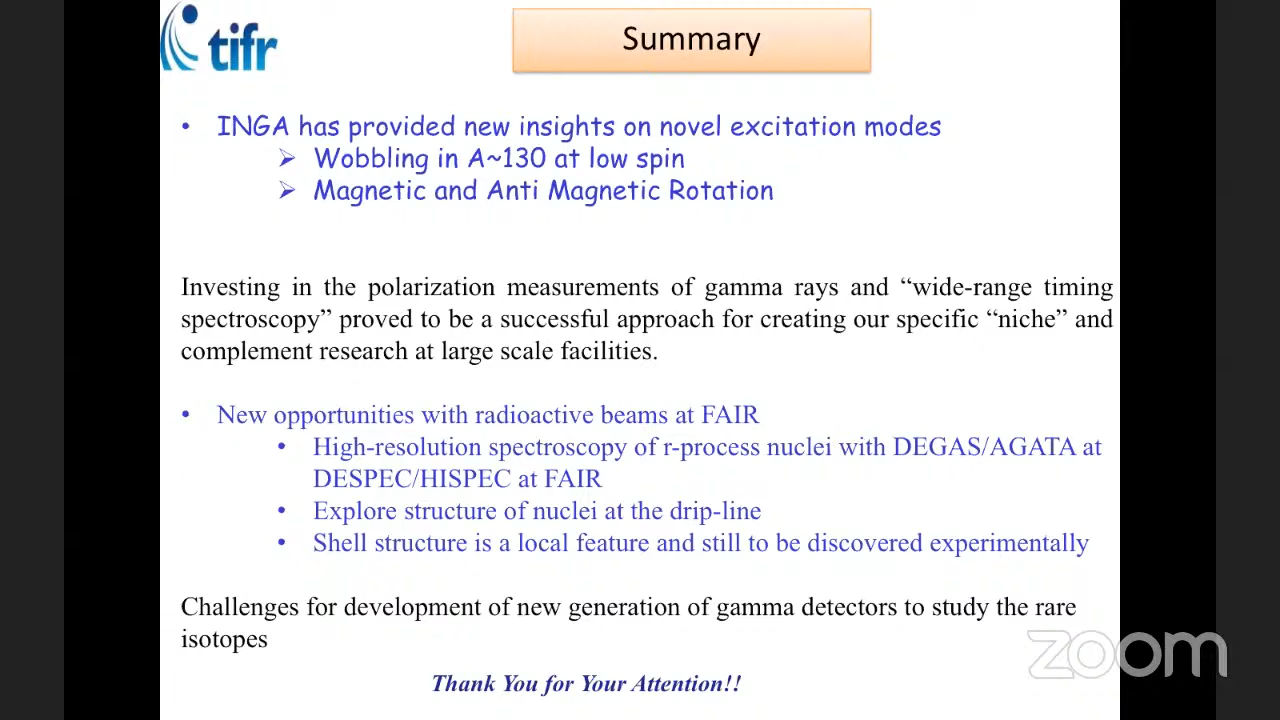 tifr
Summary
• INGA has provided new insights on novel excitation modes
➢ Wobbling in A~130 at low spin
➢ Magnetic and Anti Magnetic Rotation
Investing in the polarization measurements of gamma rays and “wide-range timing
spectroscopy” proved to be a successful approach for creating our specific “niche” and
complement research at large scale facilities.
• New opportunities with radioactive beams at FAIR
• High-resolution spectroscopy of r-process nuclei with DEGAS/AGATA at
DESPEC/HISPEC at FAIR
• Explore structure of nuclei at the drip-line
• Shell structure is a local feature and still to be discovered experimentally
Challenges for development of new generation of gamma detectors to study the rare
isotopes
zoom
Thank You for Your Attention!!